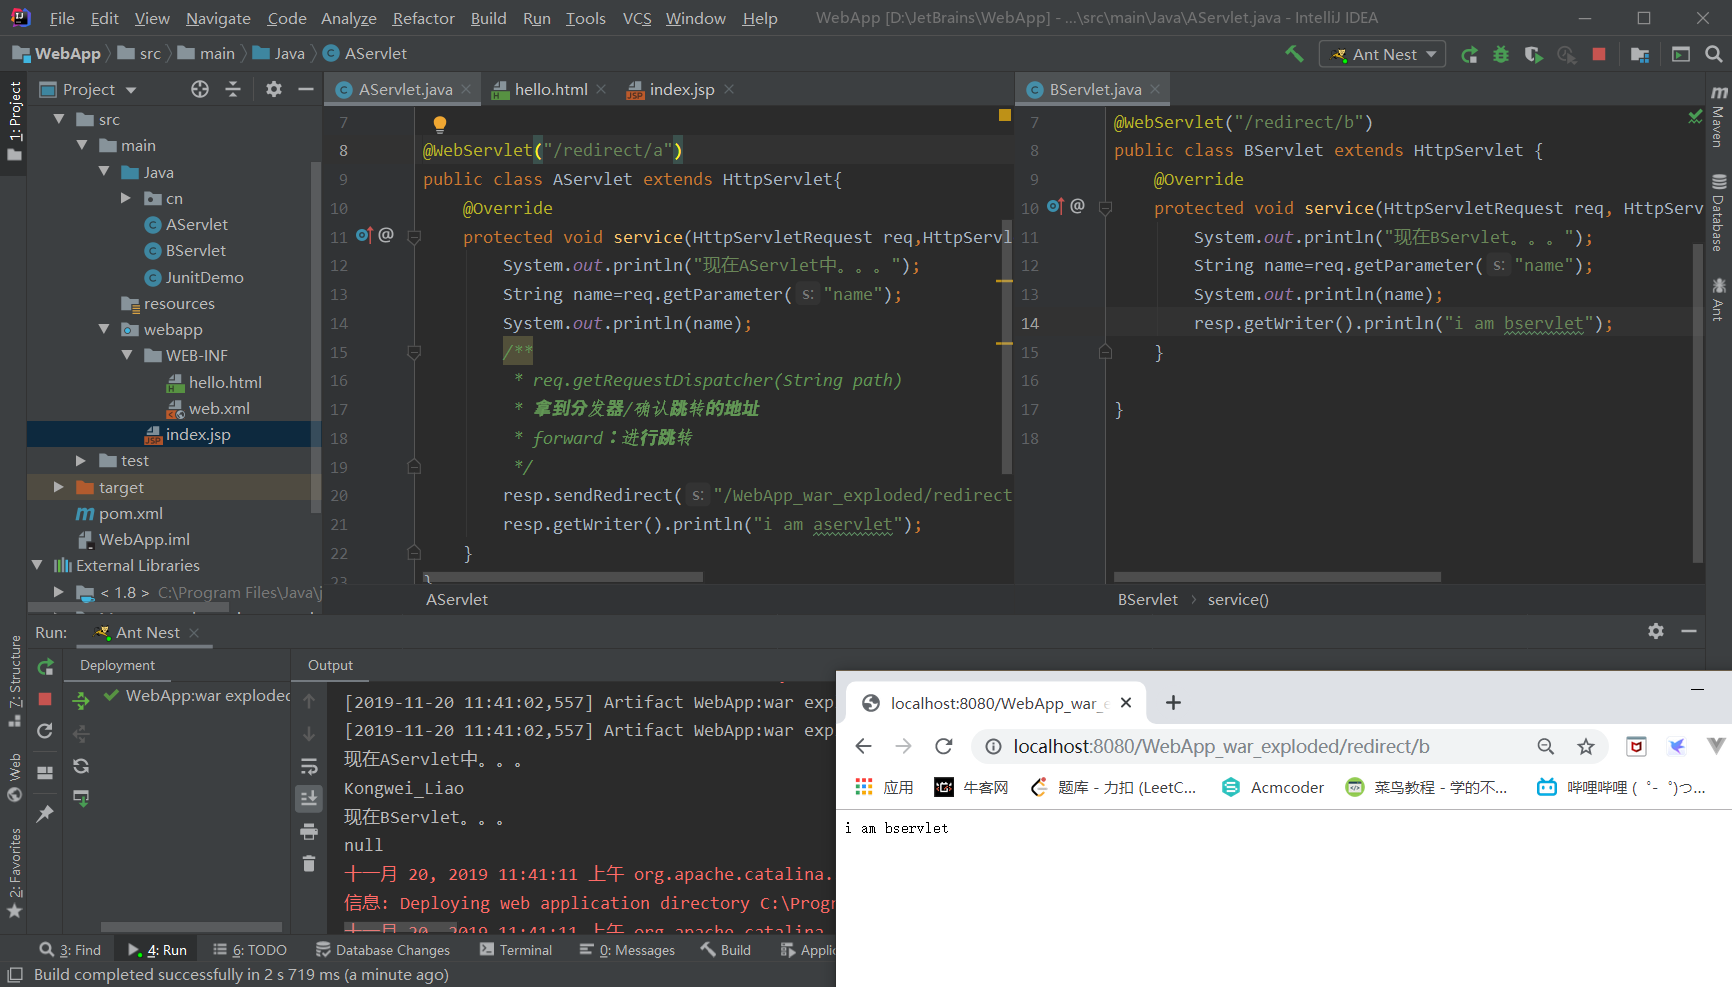 File Edit View Navigate Code Analyze Refactor Build Run Tools VCS Window Help WebApp [D:\JetBrains\WebApp] - ...\src\main\Java\AServlet.java - IntelliJ IDEA
WebApp src main Java AServlet Ant Nest
1: Project
Project
src
main
Java
cn
AServlet
BServlet
JunitDemo
resources
webapp
WEB-INF
hello.html
web.xml
index.jsp
test
target
pom.xml
WebApp.iml
External Libraries
< 1.8 > C:\Program Files\Java\j
AServlet.java hello.html index.jsp
7
8 @WebServlet("/redirect/a")
9 public class AServlet extends HttpServlet{
10 @Override
11 @ protected void service(HttpServletRequest req,HttpServl
12 System.out.println("现在AServlet中。。。");
13 String name=req.getParameter( s: "name");
14 System.out.println(name);
15 /**
16 * req.getRequestDispatcher(String path)
17 * 拿到分发器/确认跳转的地址
18 * forward：进行跳转
19 */
20 resp.sendRedirect( s: "/WebApp_war_exploded/redirect
21 resp.getWriter().println("i am aservlet");
22 }
23 }
AServlet
BServlet.java
7 @WebServlet("/redirect/b")
8 public class BServlet extends HttpServlet {
9 @Override
10 @ protected void service(HttpServletRequest req, HttpServ
11 System.out.println("现在BServlet。。。");
12 String name=req.getParameter( s: "name");
13 System.out.println(name);
14 resp.getWriter().println("i am bservlet");
15 }
16
17 }
18
BServlet › service()
Maven
Database
Ant
Run: Ant Nest
7: Structure
Web
2: Favorites
Deployment
WebApp:war exploded
Output
[2019-11-20 11:41:02,557] Artifact WebApp:war exp
[2019-11-20 11:41:02,557] Artifact WebApp:war exp
现在AServlet中。。。
Kongwei_Liao
现在BServlet。。。
null
十一月 20, 2019 11:41:11 上午 org.apache.catalina.
信息: Deploying web application directory C:\Progr
十一月 20, 2019 11:41:11 上午 org.apache.catalina.
localhost:8080/WebApp_war_e
localhost:8080/WebApp_war_exploded/redirect/b
应用 牛客网 题库 - 力扣 (LeetC... Acmcoder 菜鸟教程 - 学的不... 哔哩哔哩 (゜-゜)つ...
i am bservlet
3: Find 4: Run 6: TODO Database Changes Terminal 0: Messages Build Applic
Build completed successfully in 2 s 719 ms (a minute ago)